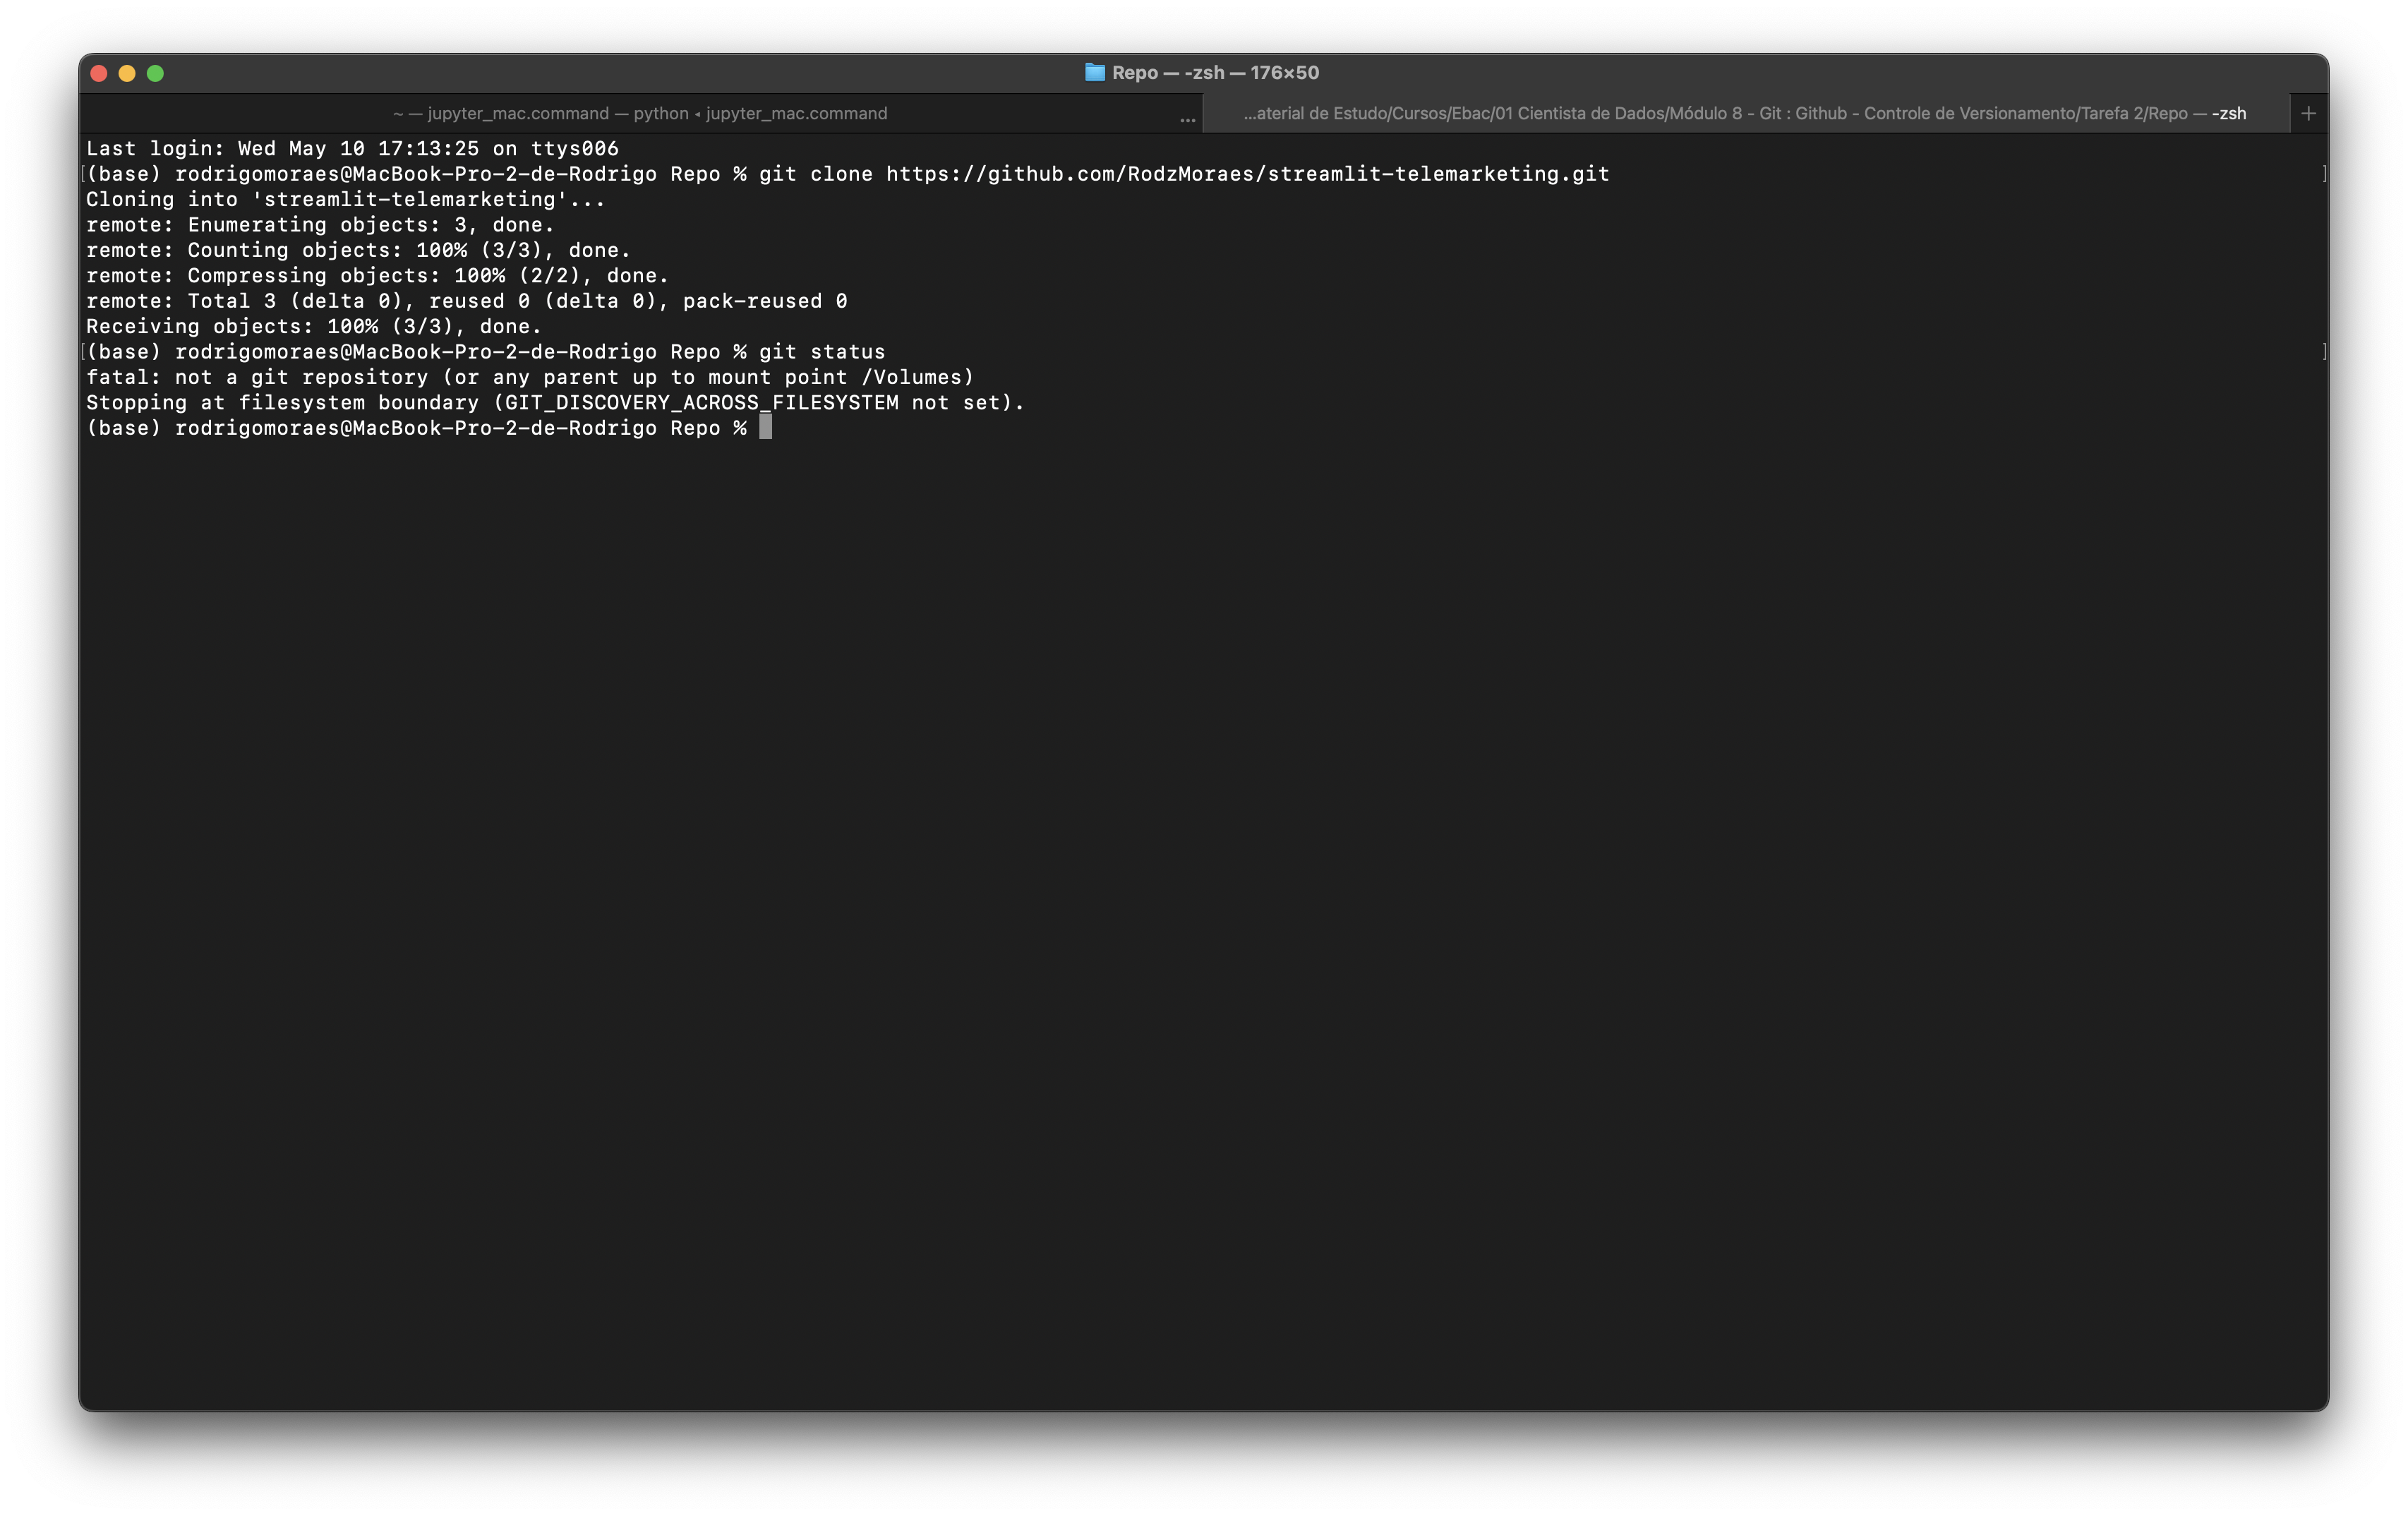 Repo — -zsh — 176×50
~ — jupyter_mac.command — python ◂ jupyter_mac.command ...
...aterial de Estudo/Cursos/Ebac/01 Cientista de Dados/Módulo 8 - Git : Github - Controle de Versionamento/Tarefa 2/Repo — -zsh +
Last login: Wed May 10 17:13:25 on ttys006
[(base) rodrigomoraes@MacBook-Pro-2-de-Rodrigo Repo % git clone https://github.com/RodzMoraes/streamlit-telemarketing.git ]
Cloning into 'streamlit-telemarketing'...
remote: Enumerating objects: 3, done.
remote: Counting objects: 100% (3/3), done.
remote: Compressing objects: 100% (2/2), done.
remote: Total 3 (delta 0), reused 0 (delta 0), pack-reused 0
Receiving objects: 100% (3/3), done.
[(base) rodrigomoraes@MacBook-Pro-2-de-Rodrigo Repo % git status ]
fatal: not a git repository (or any parent up to mount point /Volumes)
Stopping at filesystem boundary (GIT_DISCOVERY_ACROSS_FILESYSTEM not set).
(base) rodrigomoraes@MacBook-Pro-2-de-Rodrigo Repo %